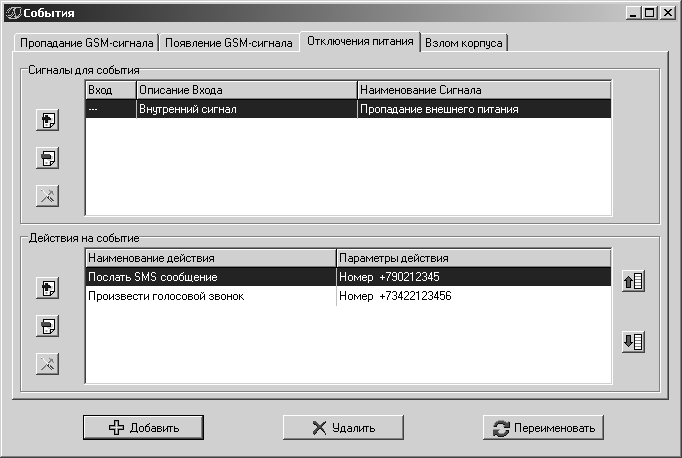 События
Пропадание GSM-сигнала Появление GSM-сигнала Отключения питания Взлом корпуса
Сигналы для события
Вход Описание Входа Наименование Сигнала
--- Внутренний сигнал Пропадание внешнего питания
Действия на событие
Наименование действия Параметры действия
Послать SMS сообщение Номер +790212345
Произвести голосовой звонок Номер +73422123456
Добавить Удалить Переименовать